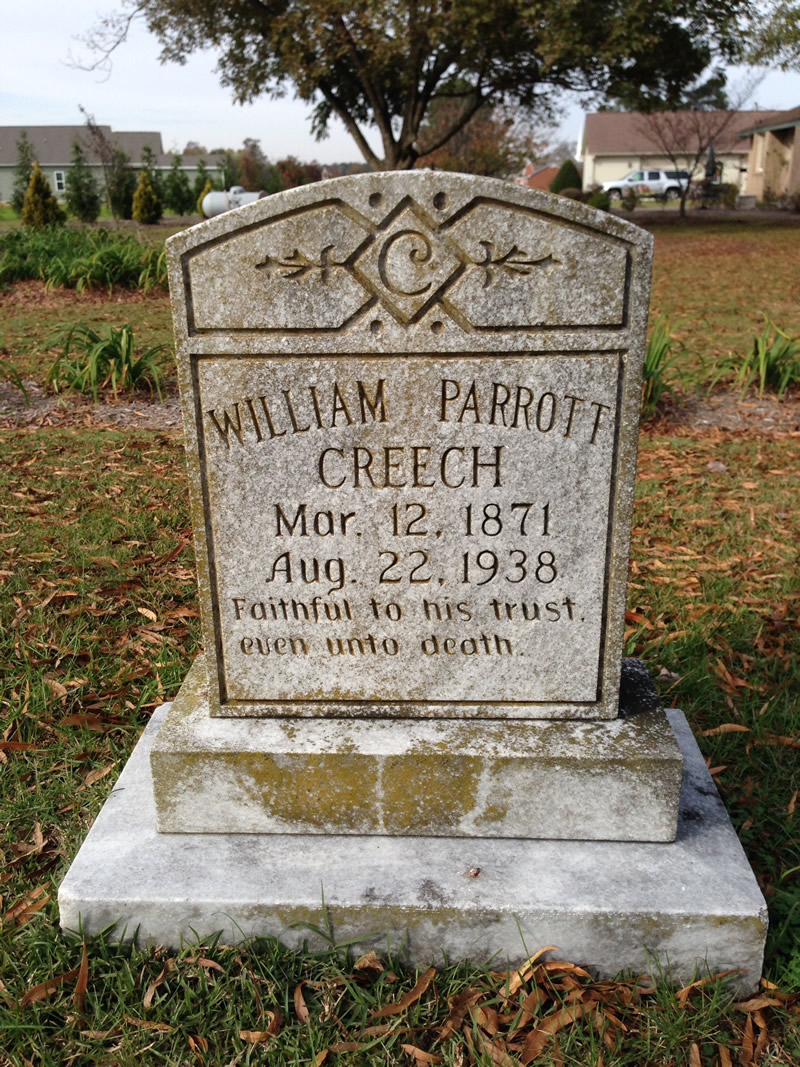 C
WILLIAM PARROTT
CREECH
Mar. 12, 1871
Aug. 22, 1938
Faithful to his trust,
even unto death.